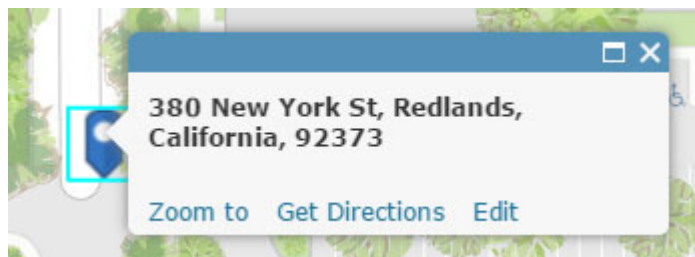 380 New York St, Redlands,
California, 92373
Zoom to Get Directions Edit